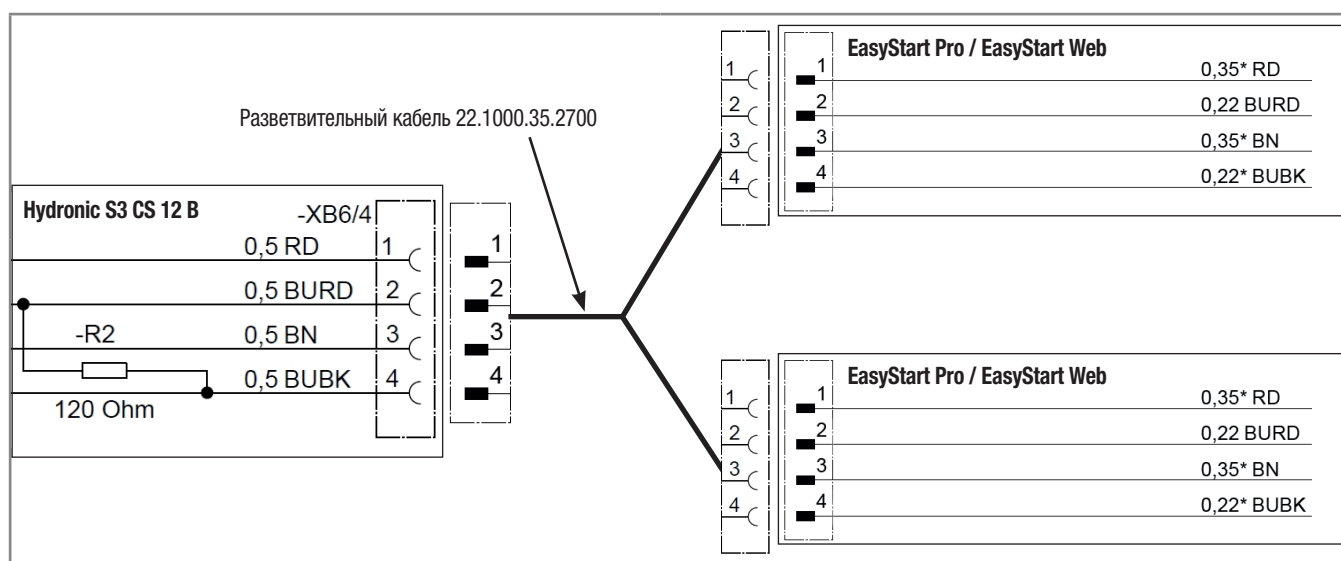 EasyStart Pro / EasyStart Web
1 1 0,35* RD
2 2 0,22 BURD
3 3 0,35* BN
4 4 0,22* BUBK
Разветвительный кабель 22.1000.35.2700
Hydronic S3 CS 12 B -XB6/4
0,5 RD 1 1
0,5 BURD 2 2
-R2 0,5 BN 3 3
0,5 BUBK 4 4
120 Ohm
EasyStart Pro / EasyStart Web
1 1 0,35* RD
2 2 0,22 BURD
3 3 0,35* BN
4 4 0,22* BUBK